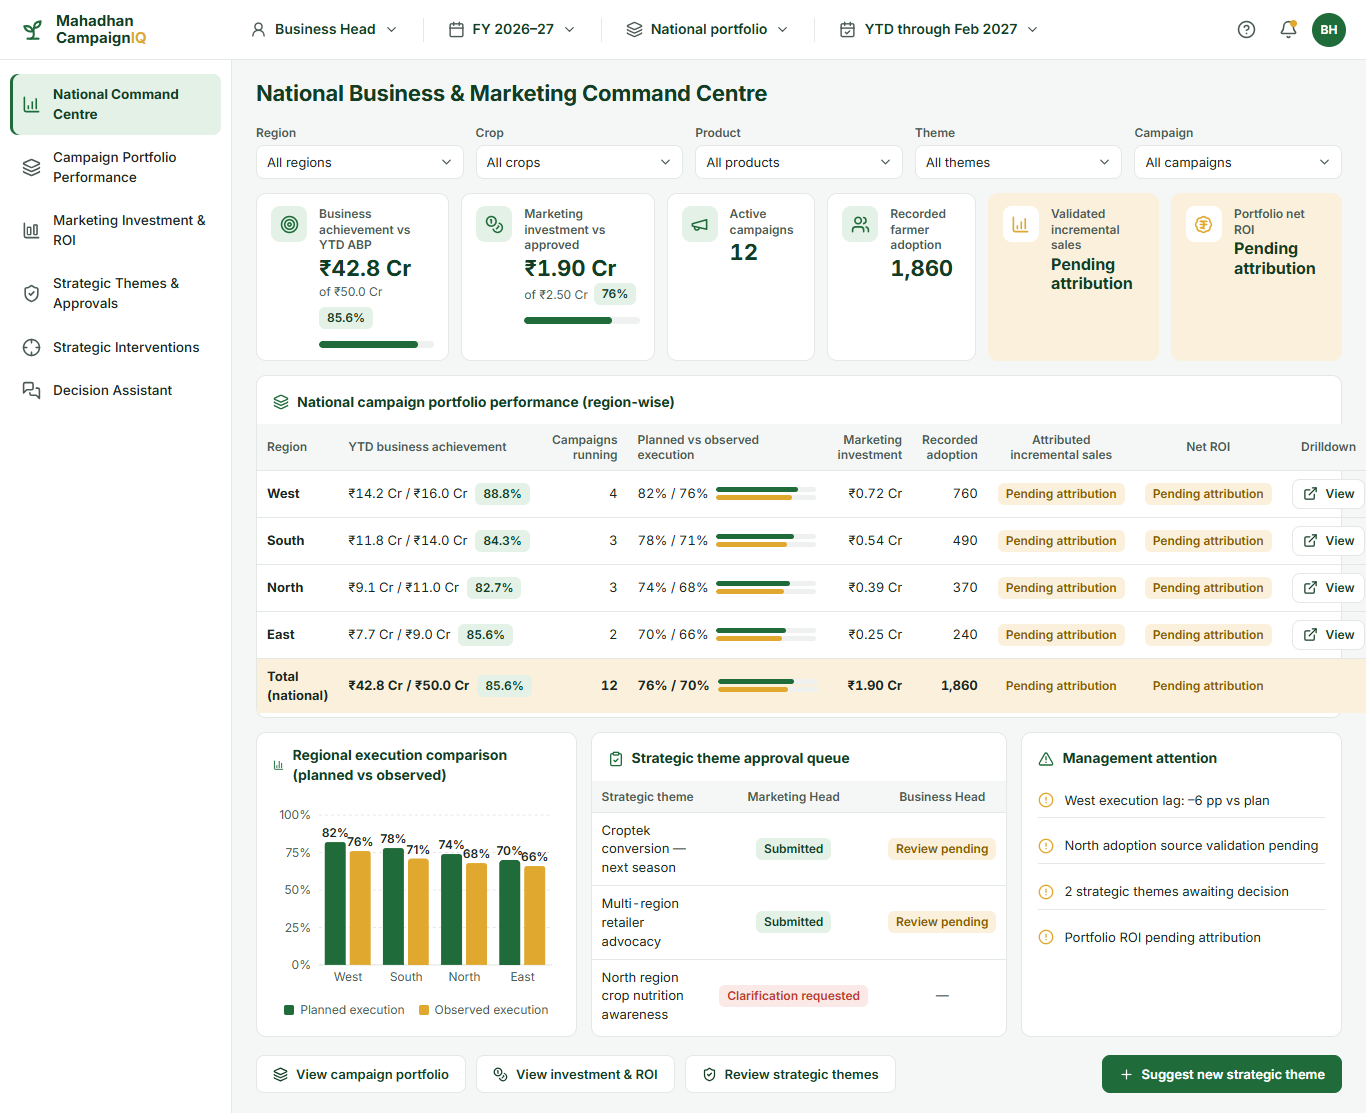 Mahadhan
CampaignIQ
Business Head
FY 2026–27
National portfolio
YTD through Feb 2027
BH
National Command
Centre
Campaign Portfolio
Performance
Marketing Investment &
ROI
Strategic Themes &
Approvals
Strategic Interventions
Decision Assistant
National Business & Marketing Command Centre
Region
Crop
Product
Theme
Campaign
All regions
All crops
All products
All themes
All campaigns
Business
achievement vs
YTD ABP
₹42.8 Cr
of ₹50.0 Cr
85.6%
Marketing
investment vs
approved
₹1.90 Cr
of ₹2.50 Cr 76%
Active
campaigns
12
Recorded
farmer
adoption
1,860
Validated
incremental
sales
Pending
attribution
Portfolio net
ROI
Pending
attribution
National campaign portfolio performance (region-wise)
Region
YTD business achievement
Campaigns
running
Planned vs observed
execution
Marketing
investment
Recorded
adoption
Attributed
incremental sales
Net ROI
Drilldown
West ₹14.2 Cr / ₹16.0 Cr 88.8% 4 82% / 76% ₹0.72 Cr 760 Pending attribution Pending attribution View
South ₹11.8 Cr / ₹14.0 Cr 84.3% 3 78% / 71% ₹0.54 Cr 490 Pending attribution Pending attribution View
North ₹9.1 Cr / ₹11.0 Cr 82.7% 3 74% / 68% ₹0.39 Cr 370 Pending attribution Pending attribution View
East ₹7.7 Cr / ₹9.0 Cr 85.6% 2 70% / 66% ₹0.25 Cr 240 Pending attribution Pending attribution View
Total
(national) ₹42.8 Cr / ₹50.0 Cr 85.6% 12 76% / 70% ₹1.90 Cr 1,860 Pending attribution Pending attribution
Regional execution comparison
(planned vs observed)
100%
75%
50%
25%
0%
82% 76% 78% 71% 74% 68% 70% 66%
West South North East
Planned execution Observed execution
Strategic theme approval queue
Strategic theme Marketing Head Business Head
Croptek
conversion —
next season
Submitted Review pending
Multi-region
retailer
advocacy
Submitted Review pending
North region
crop nutrition
awareness
Clarification requested —
Management attention
West execution lag: –6 pp vs plan
North adoption source validation pending
2 strategic themes awaiting decision
Portfolio ROI pending attribution
View campaign portfolio
View investment & ROI
Review strategic themes
+ Suggest new strategic theme